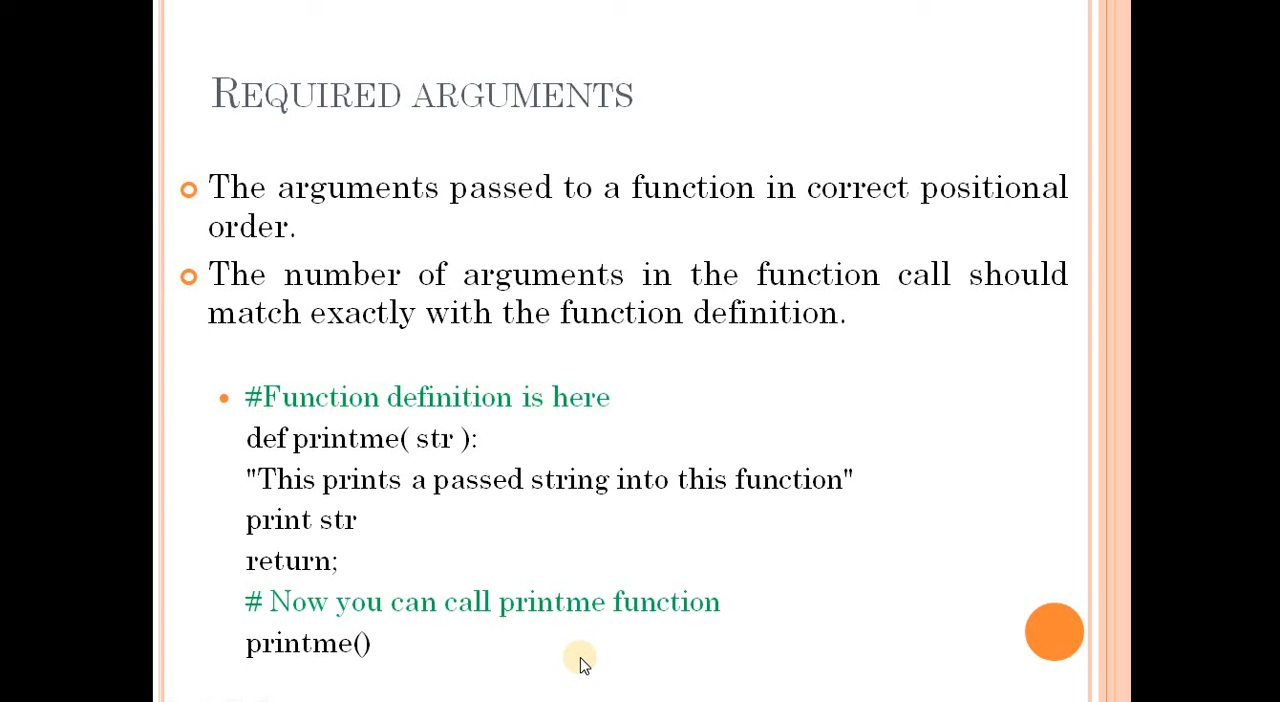 REQUIRED ARGUMENTS
The arguments passed to a function in correct positional
order.
The number of arguments in the function call should
match exactly with the function definition.
#Function definition is here
def printme( str ):
"This prints a passed string into this function"
print str
return;
# Now you can call printme function
printme()